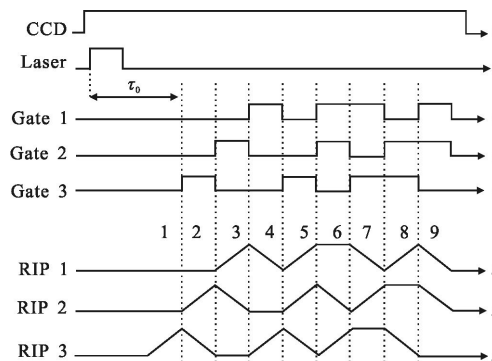 CCD
Laser
τ0
Gate 1
Gate 2
Gate 3
1 2 3 4 5 6 7 8 9
RIP 1
RIP 2
RIP 3